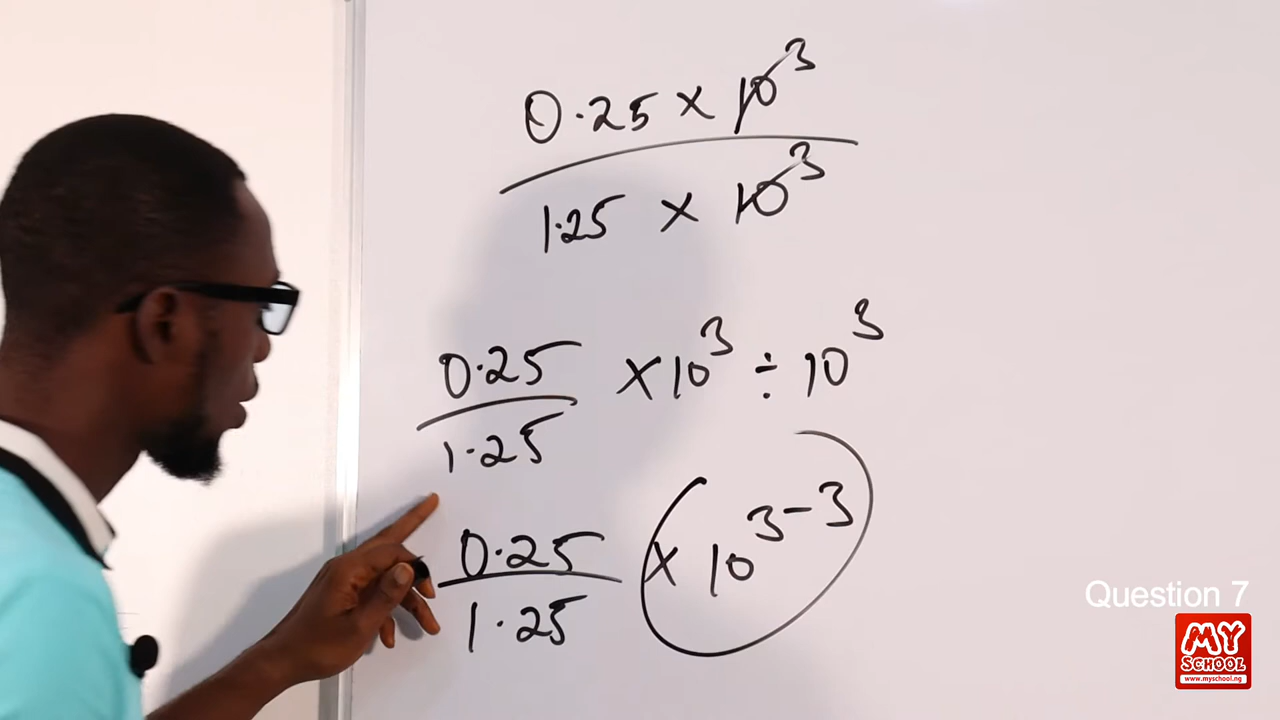 0.25 × 10³
1.25 × 10³
0.25 × 10³ ÷ 10³
1.25
0.25 × 10³⁻³
1.25
Question 7
MY
SCHOOL
www.myschool.ng